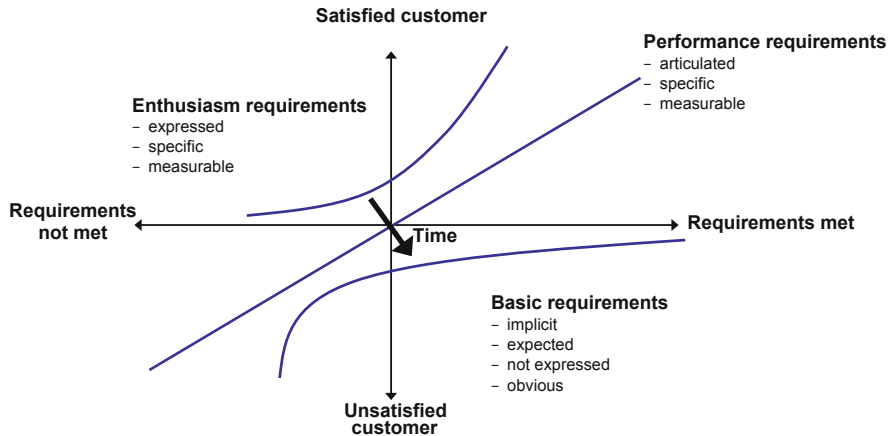 Satisfied customer
Performance requirements
– articulated
– specific
– measurable
Enthusiasm requirements
– expressed
– specific
– measurable
Requirements
not met
Time
Requirements met
Basic requirements
– implicit
– expected
– not expressed
– obvious
Unsatisfied
customer